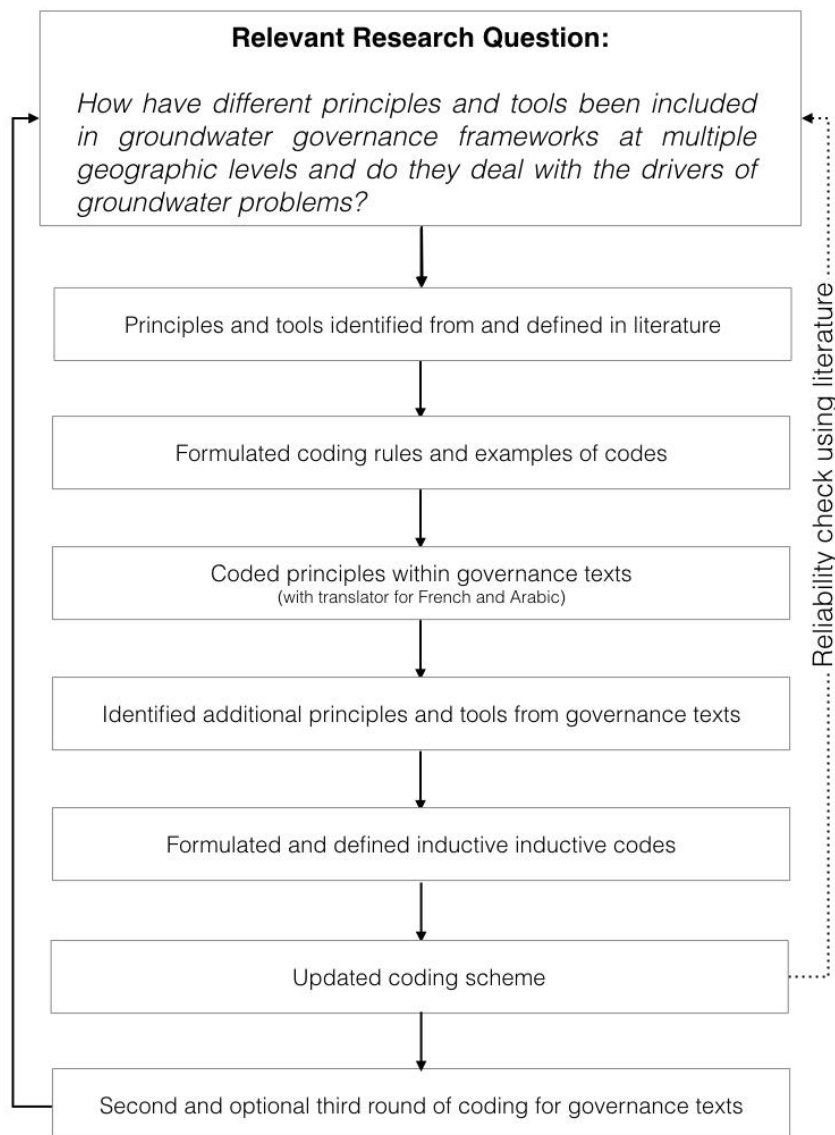 Relevant Research Question:
How have different principles and tools been included
in groundwater governance frameworks at multiple
geographic levels and do they deal with the drivers of
groundwater problems?
Principles and tools identified from and defined in literature
Formulated coding rules and examples of codes
Coded principles within governance texts
(with translator for French and Arabic)
Identified additional principles and tools from governance texts
Formulated and defined inductive inductive codes
Updated coding scheme
Second and optional third round of coding for governance texts
Reliability check using literature